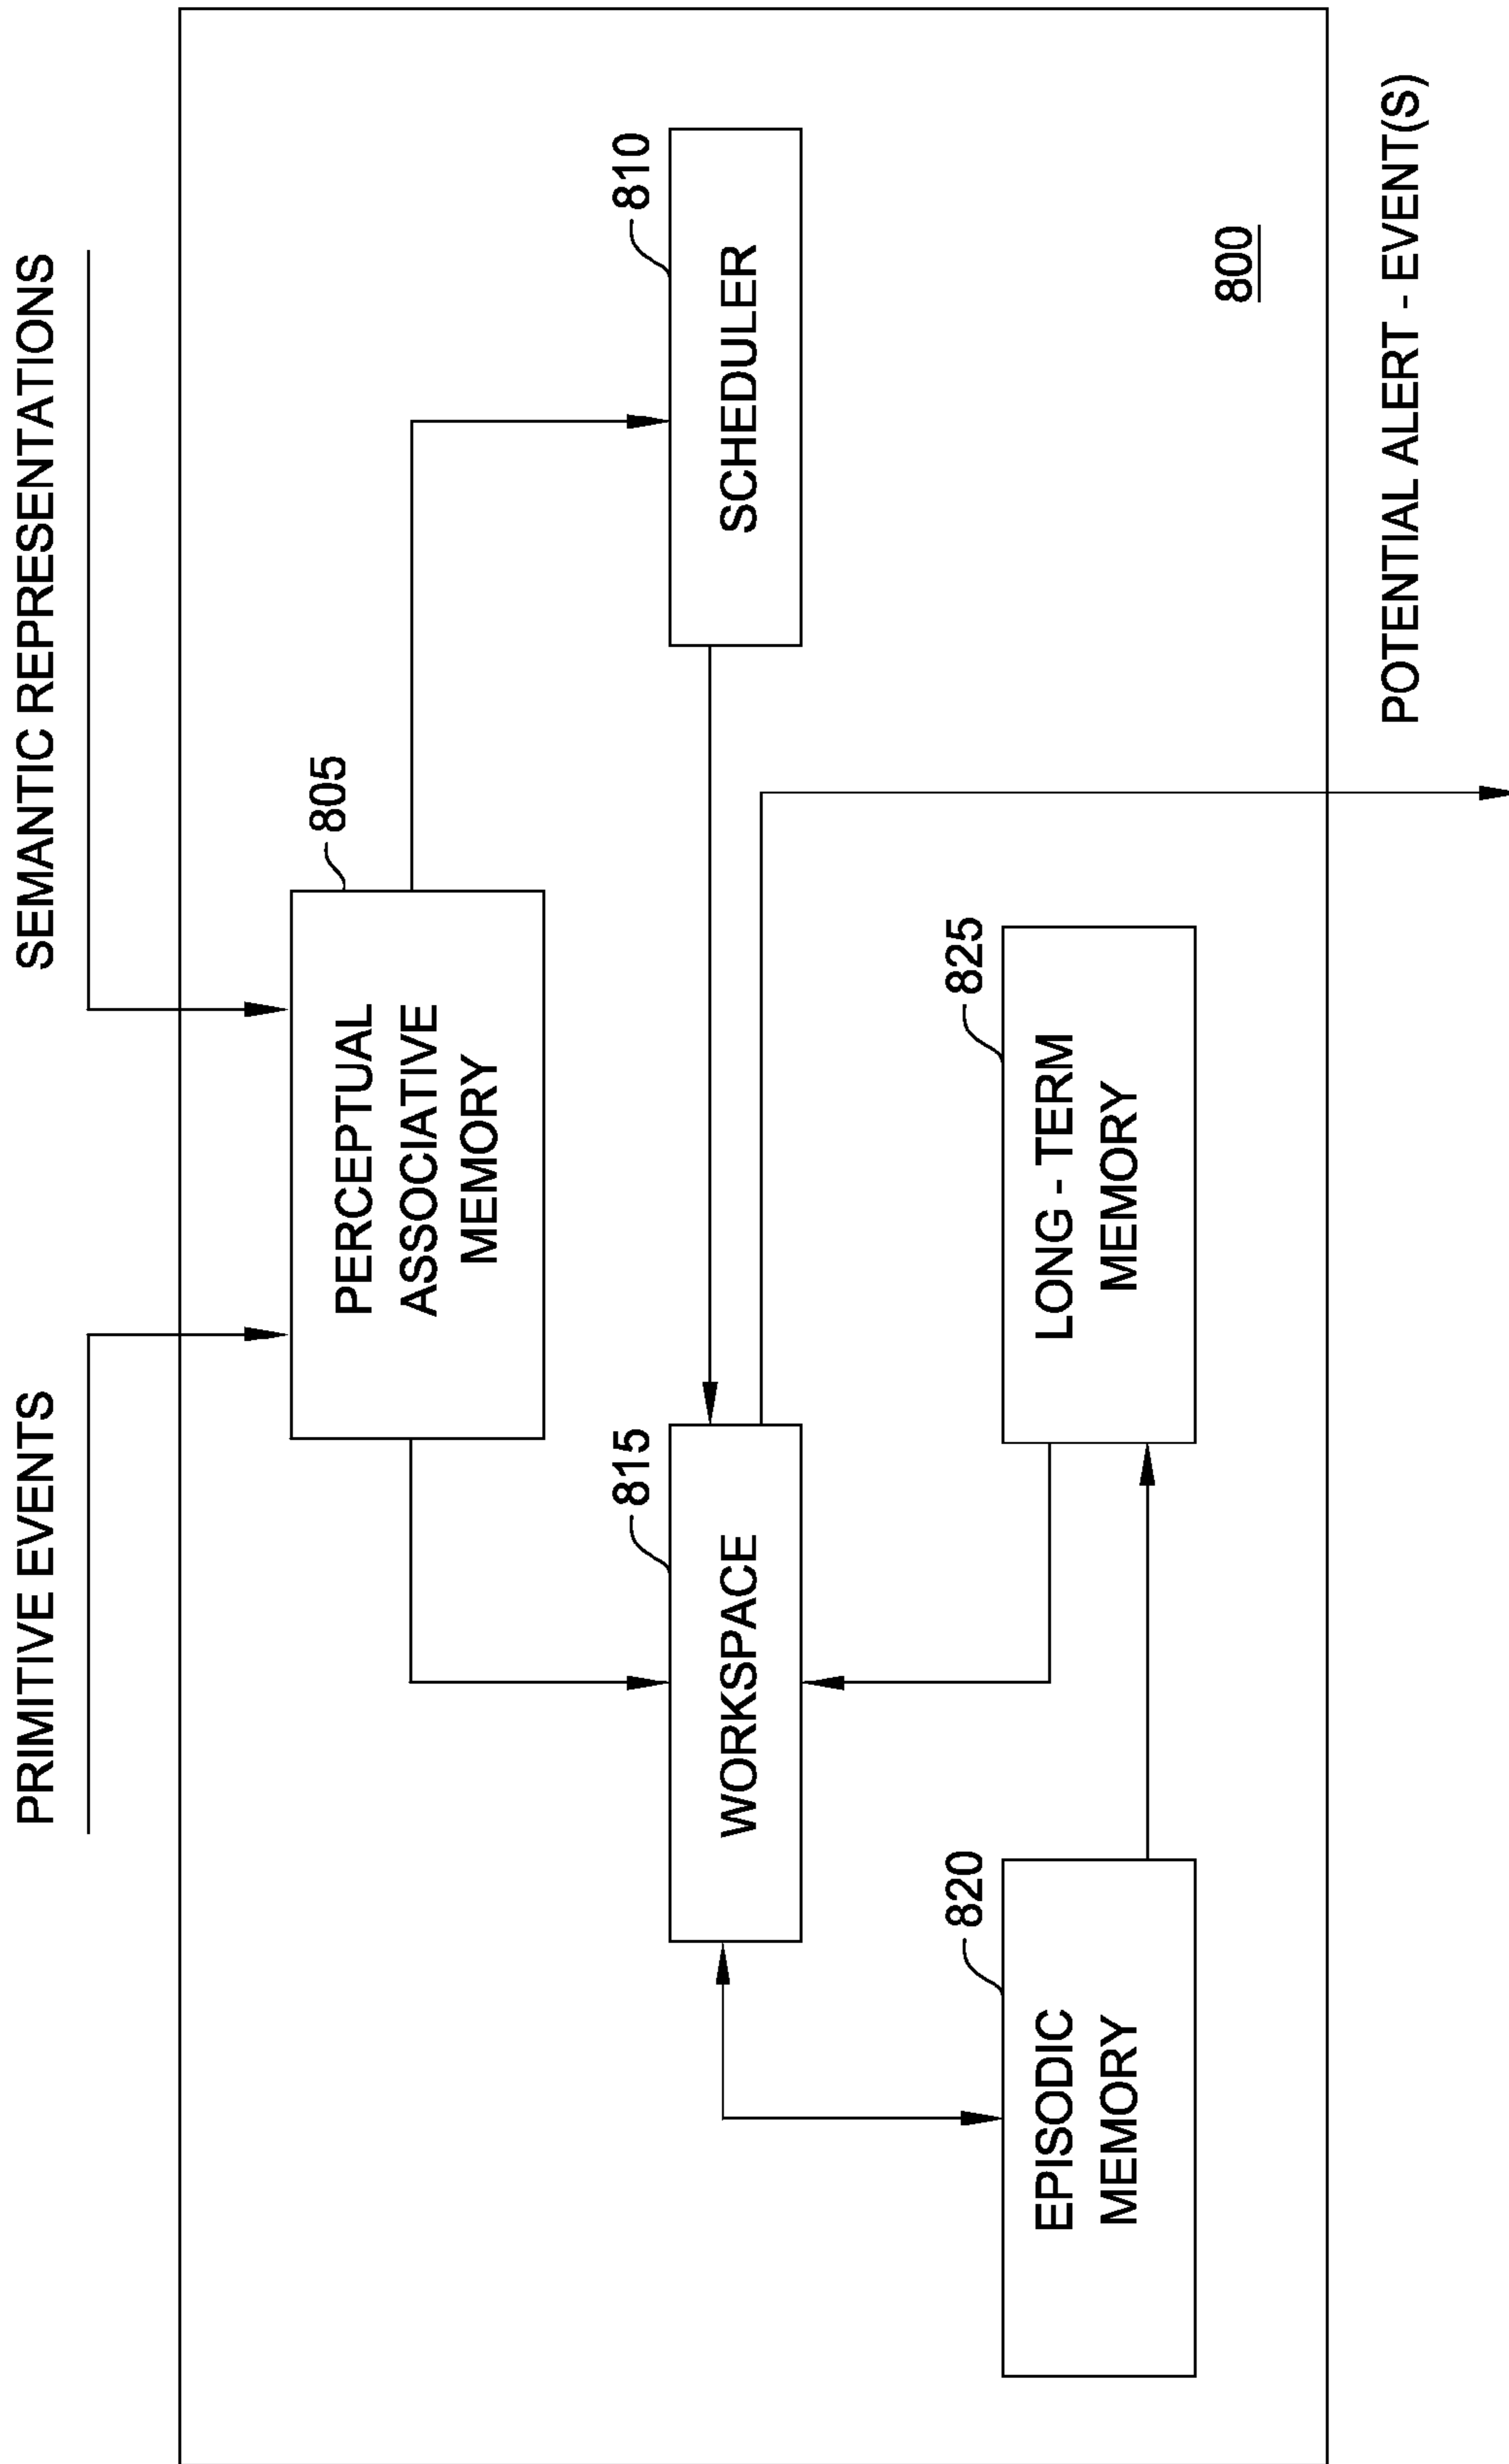 PRIMITIVE EVENTS
SEMANTIC REPRESENTATIONS
805
PERCEPTUAL
ASSOCIATIVE
MEMORY
815
WORKSPACE
810
SCHEDULER
820
EPISODIC
MEMORY
825
LONG - TERM
MEMORY
800
POTENTIAL ALERT - EVENT(S)